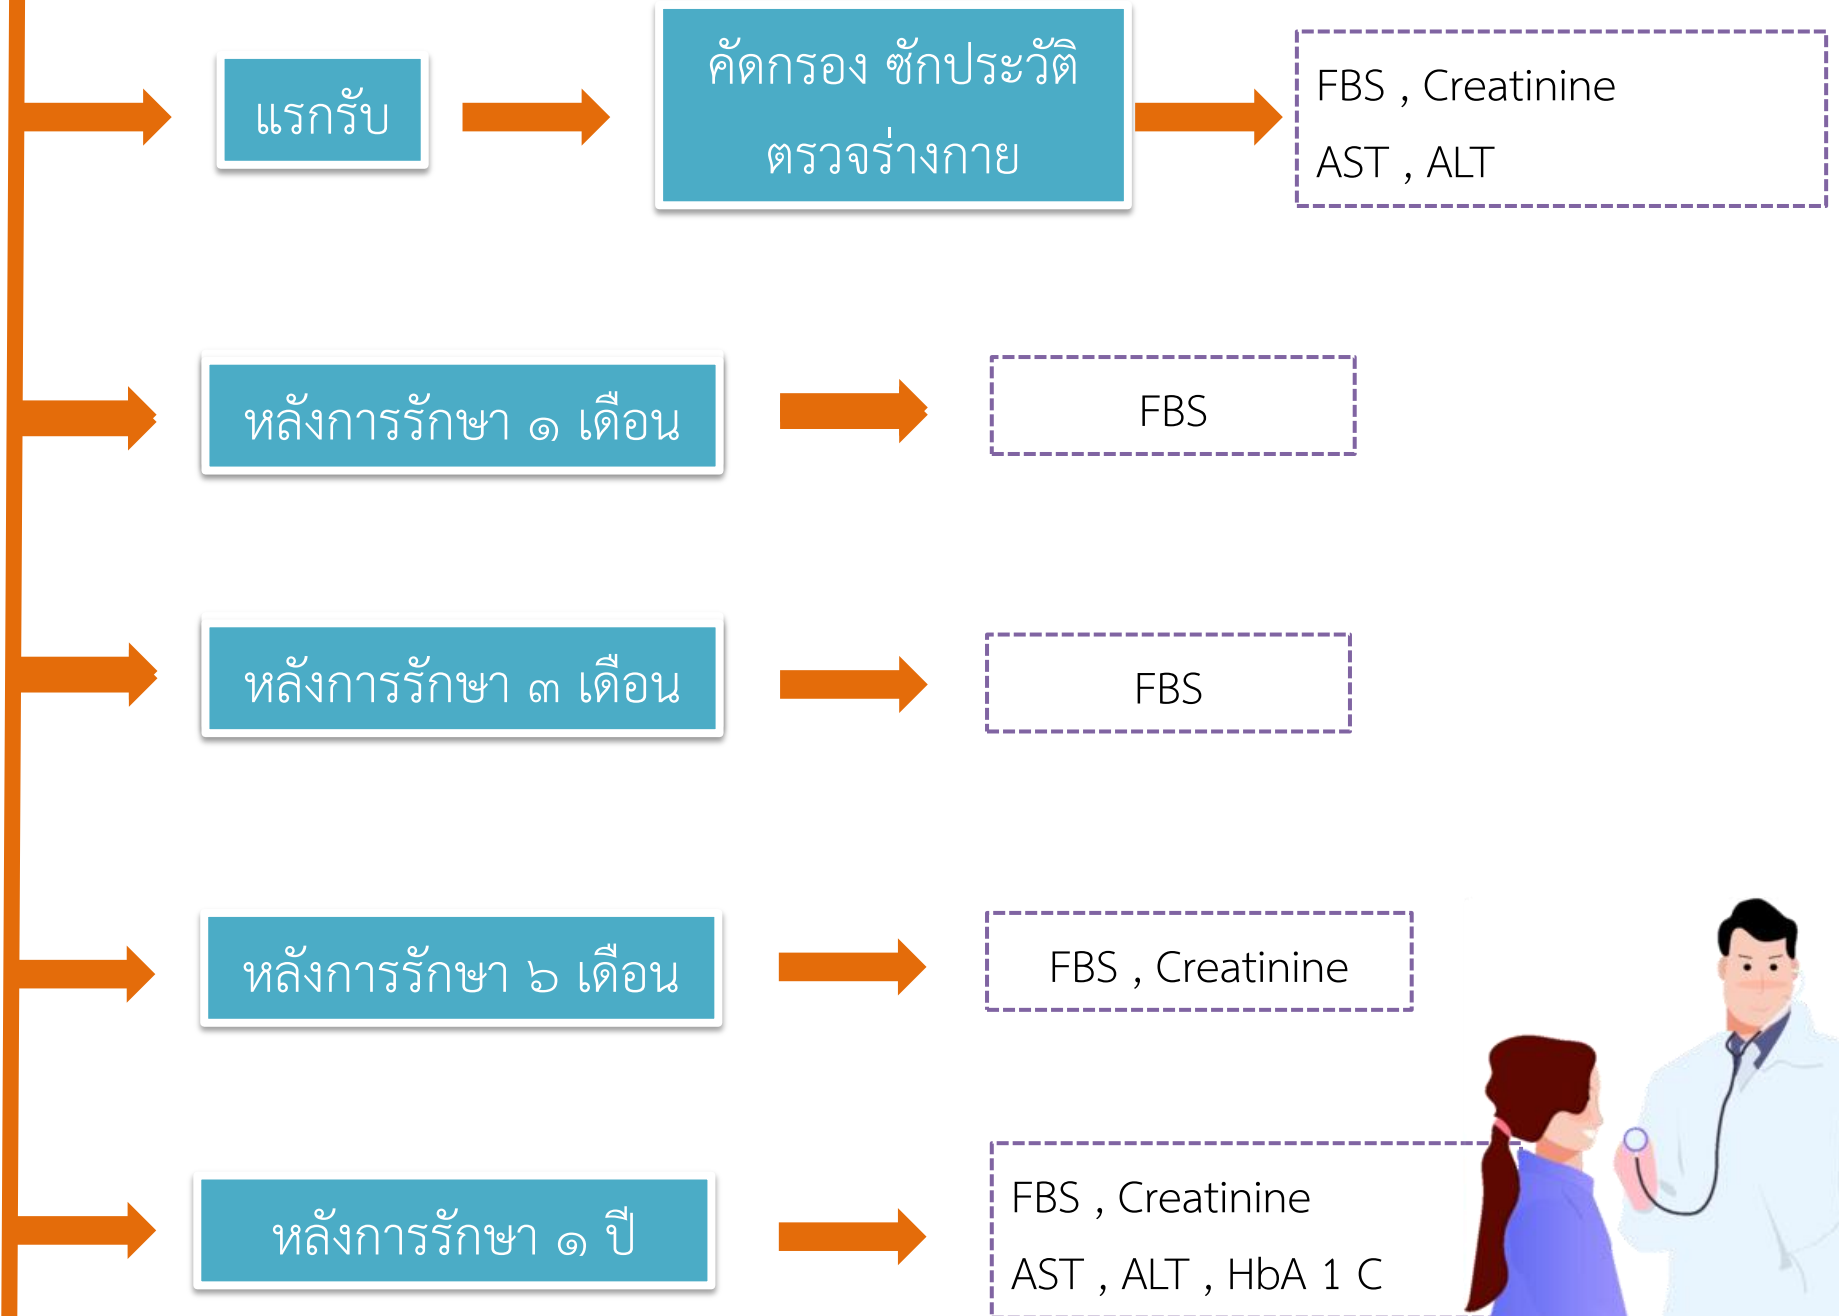 แรกรับ
คัดกรอง ซักประวัติ
ตรวจร่างกาย
FBS , Creatinine
AST , ALT
หลังการรักษา ๑ เดือน
FBS
หลังการรักษา ๓ เดือน
FBS
หลังการรักษา ๖ เดือน
FBS , Creatinine
หลังการรักษา ๑ ปี
FBS , Creatinine
AST , ALT , HbA 1 C